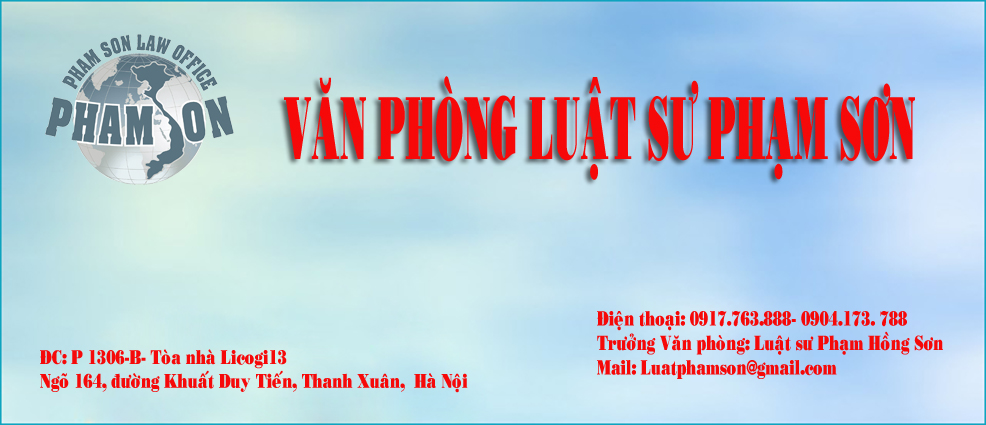 PHAM SON LAW OFFICE
PHAM SON
VĂN PHÒNG LUẬT SƯ PHẠM SƠN
Điện thoại: 0917.763.888- 0904.173. 788
Trưởng Văn phòng: Luật sư Phạm Hồng Sơn
Mail: Luatphamson@gmail.com
ĐC: P 1306-B- Tòa nhà Licogi13
Ngõ 164, đường Khuất Duy Tiến, Thanh Xuân, Hà Nội